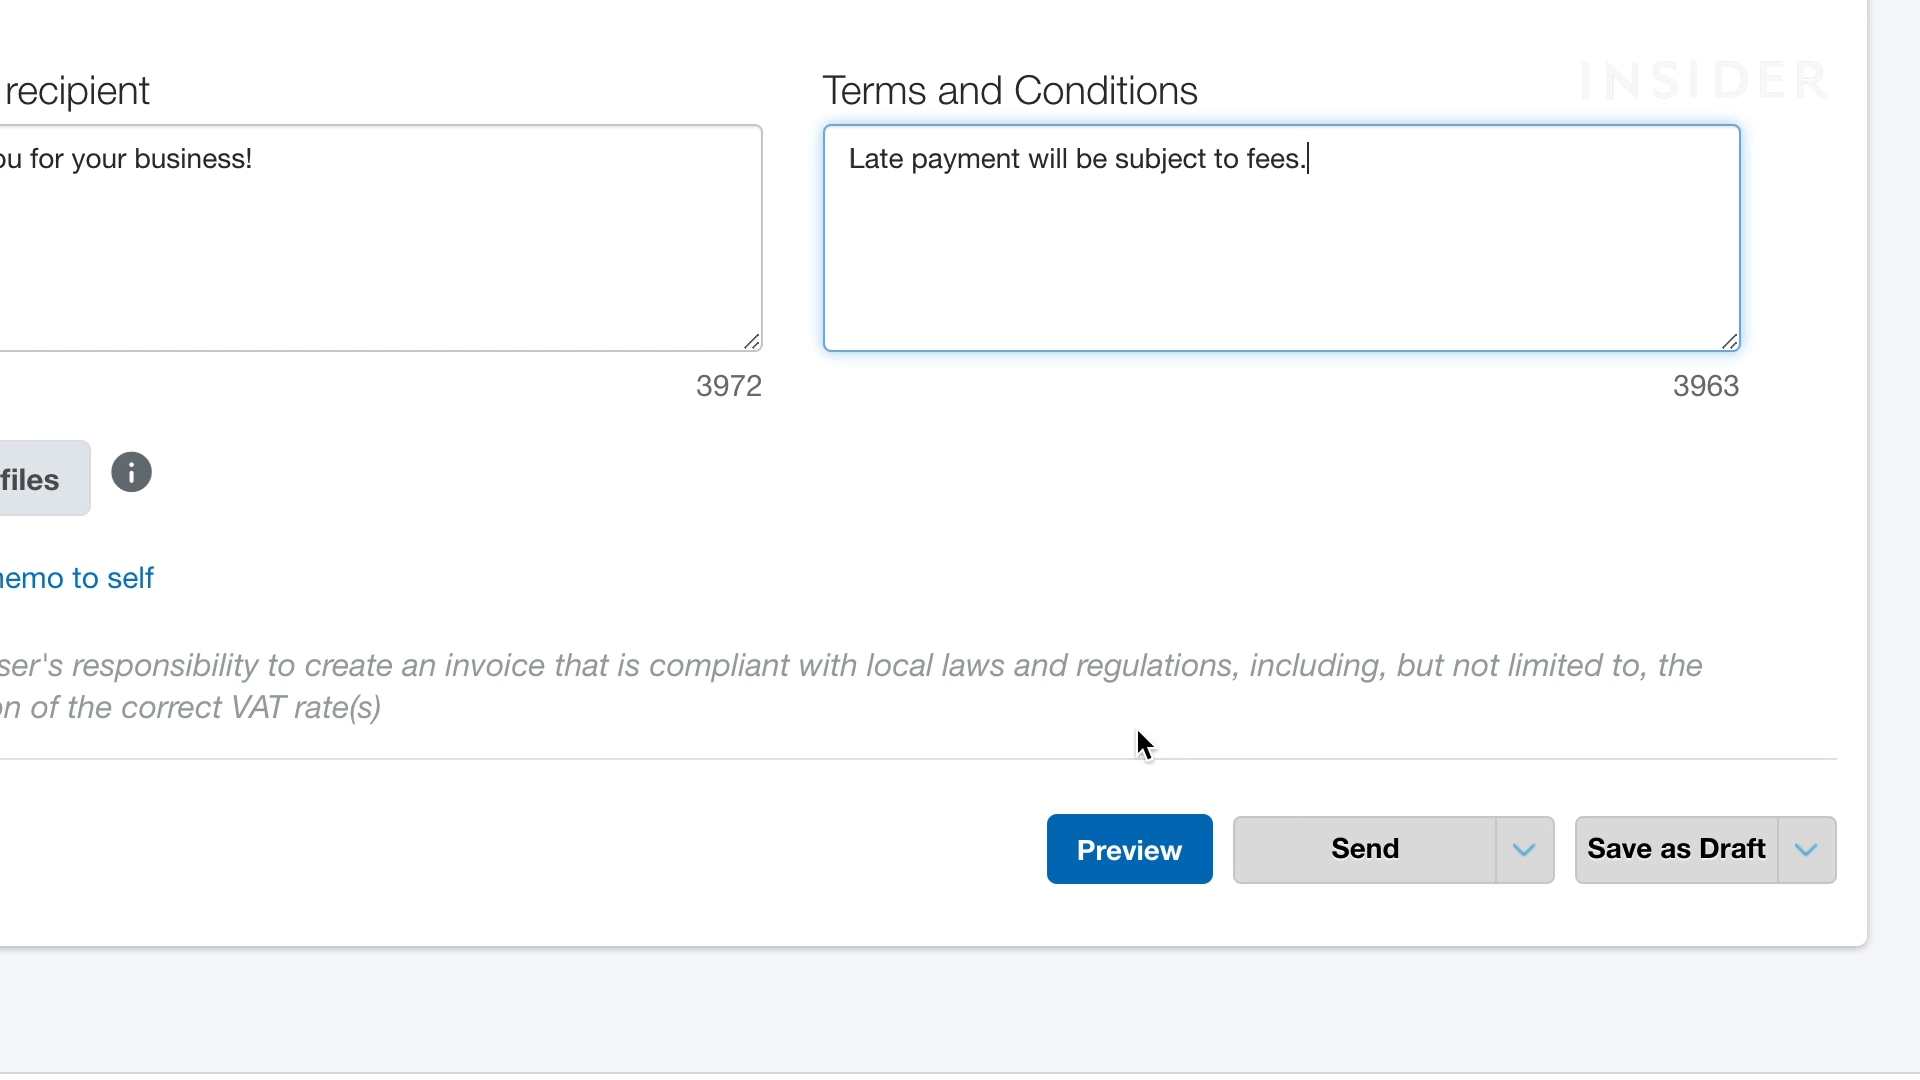 recipient
Terms and Conditions
INSIDER
ou for your business!
Late payment will be subject to fees.
3972
3963
files
i
emo to self
ser's responsibility to create an invoice that is compliant with local laws and regulations, including, but not limited to, the
on of the correct VAT rate(s)
Preview
Send
Save as Draft